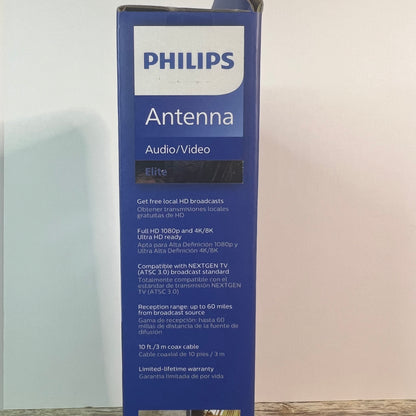 PHILIPS
Antenna
Audio/Video
Elite
Get free local HD broadcasts
Obtener transmisiones locales
gratuitas de HD
Full HD 1080p and 4K/8K
Ultra HD ready
Apta para Alta Definición 1080p y
Ultra Alta Definición 4K/8K
Compatible with NEXTGEN TV
(ATSC 3.0) broadcast standard
Totalmente compatible con el
estándar de transmisión NEXTGEN
TV (ATSC 3.0)
Reception range: up to 60 miles
from broadcast source
Gama de recepción: hasta 60
millas de distancia de la fuente de
difusión
10 ft./3 m coax cable
Cable coaxial de 10 pies / 3 m
Limited-lifetime warranty
Garantía limitada de por vida